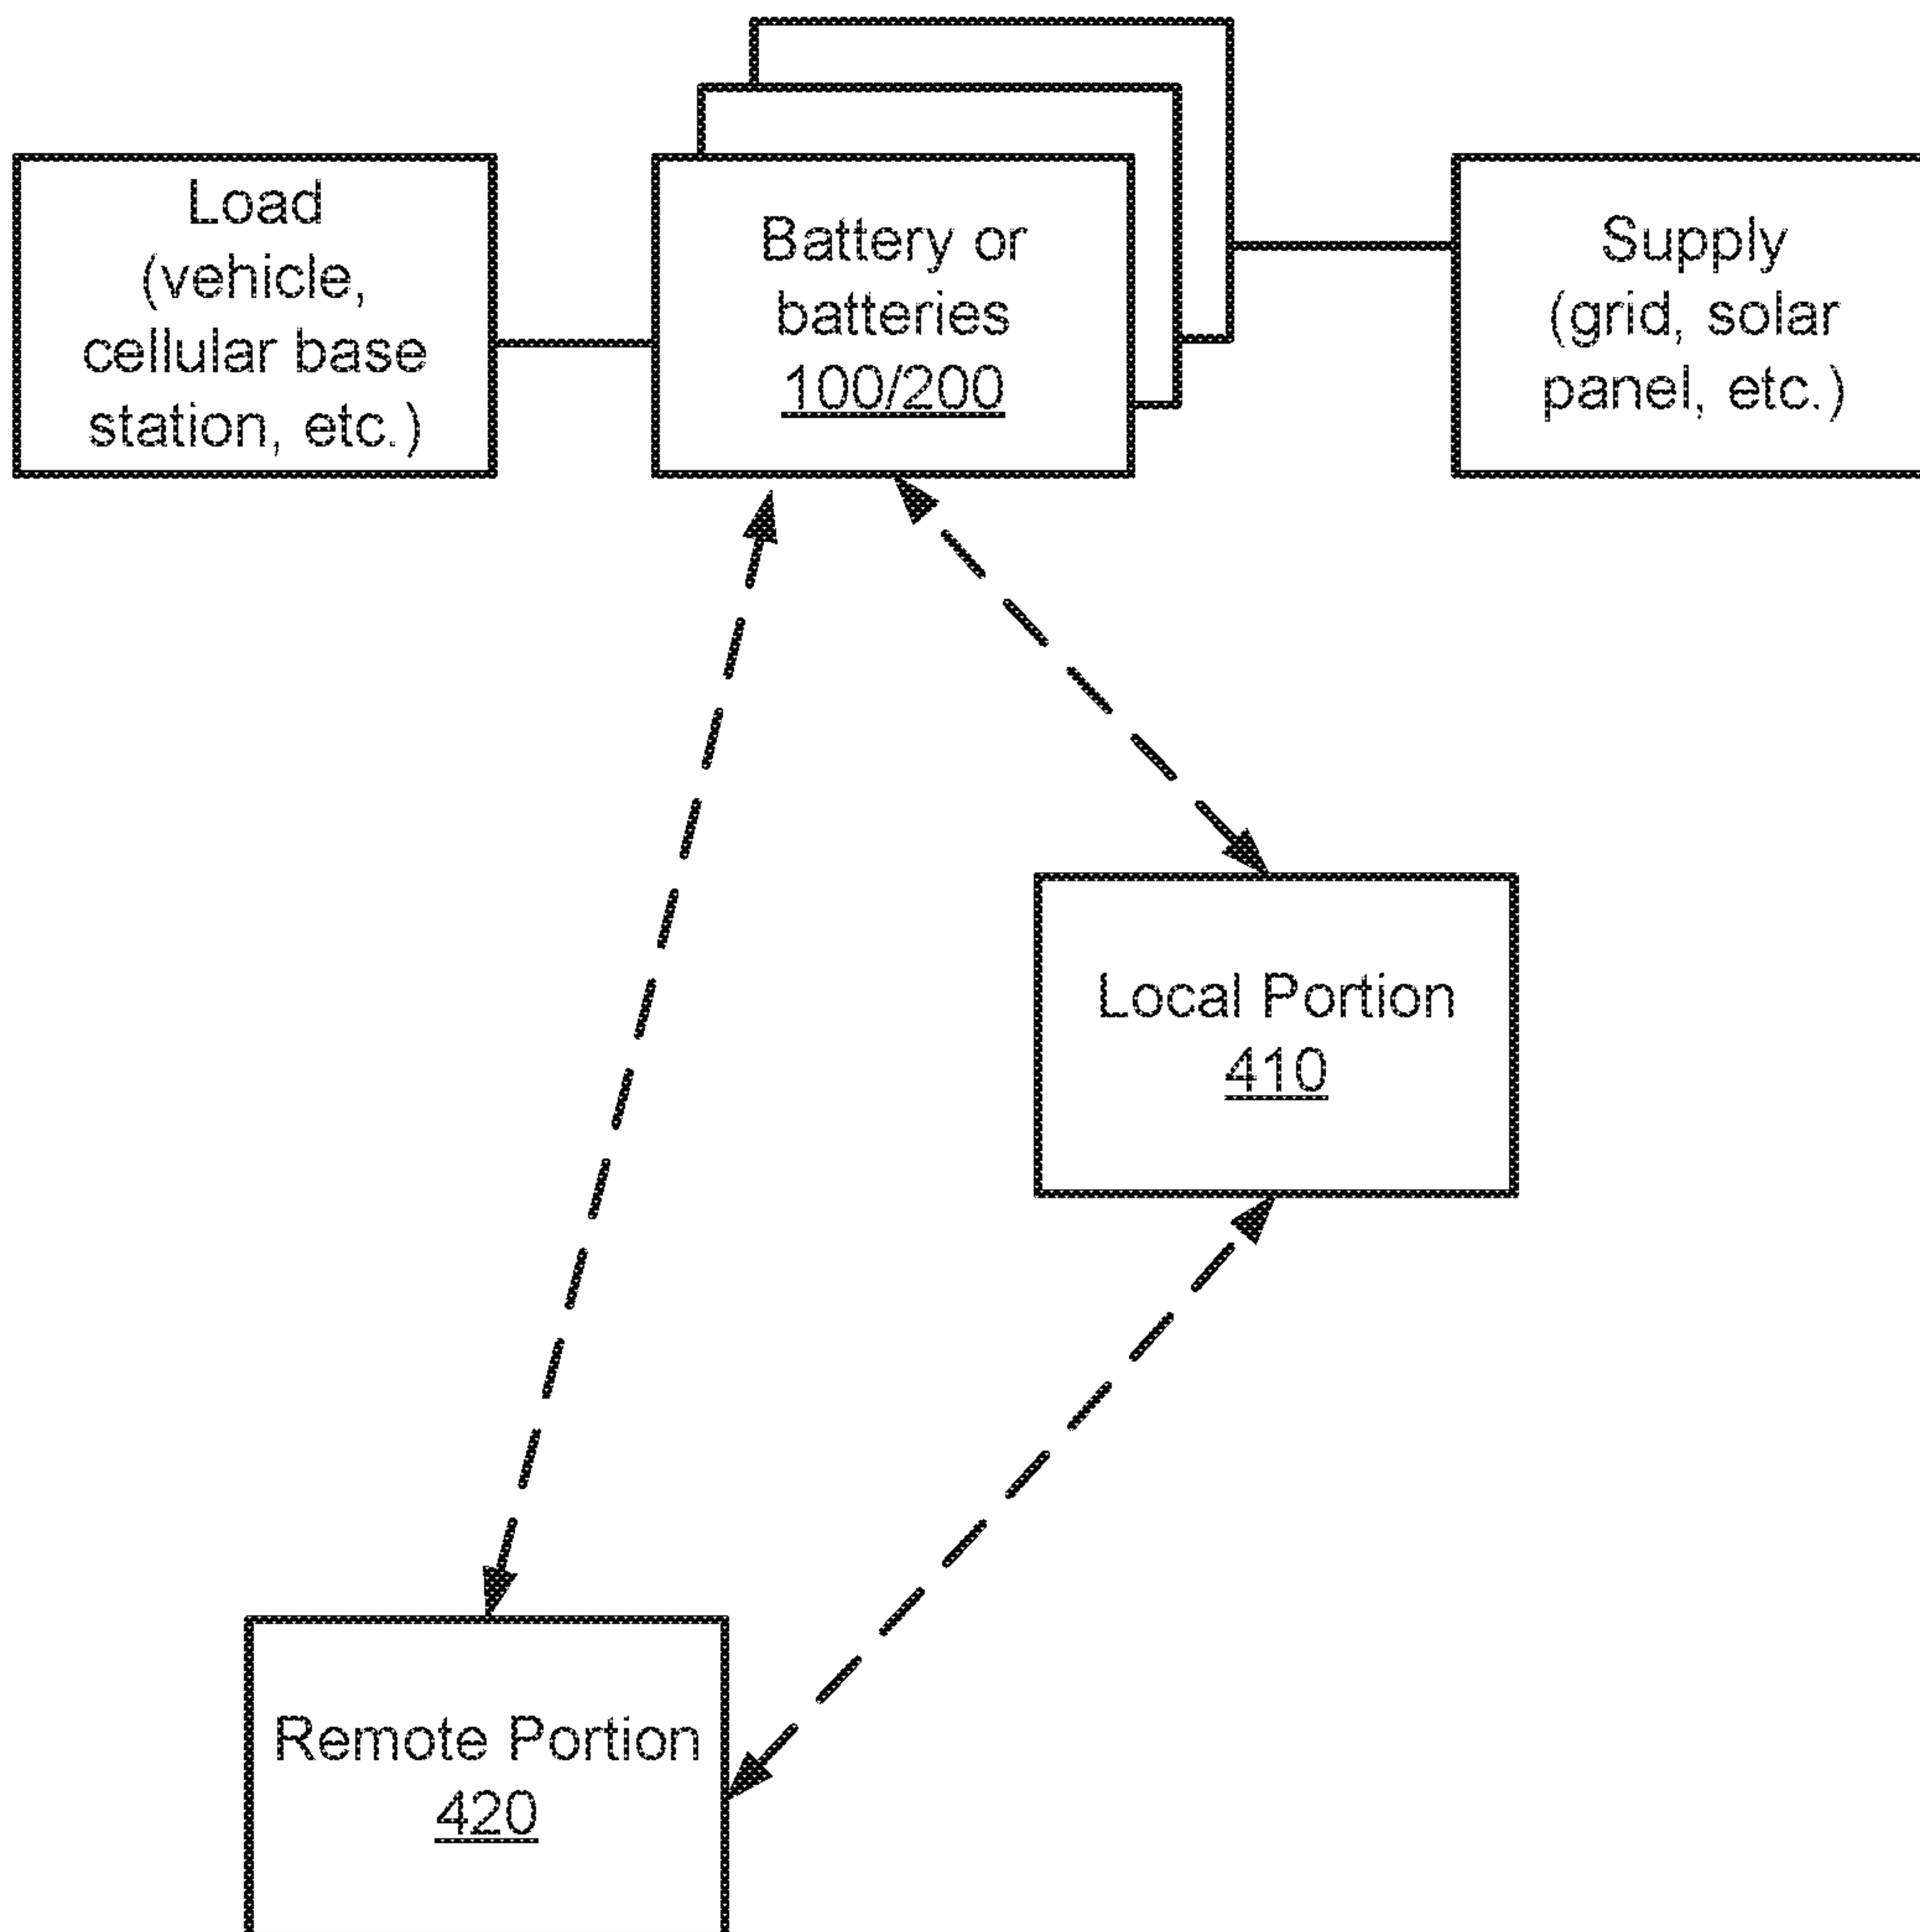 Load
(vehicle,
cellular base
station, etc.)
Battery or
batteries
100/200
Supply
(grid, solar
panel, etc.)
Local Portion
410
Remote Portion
420